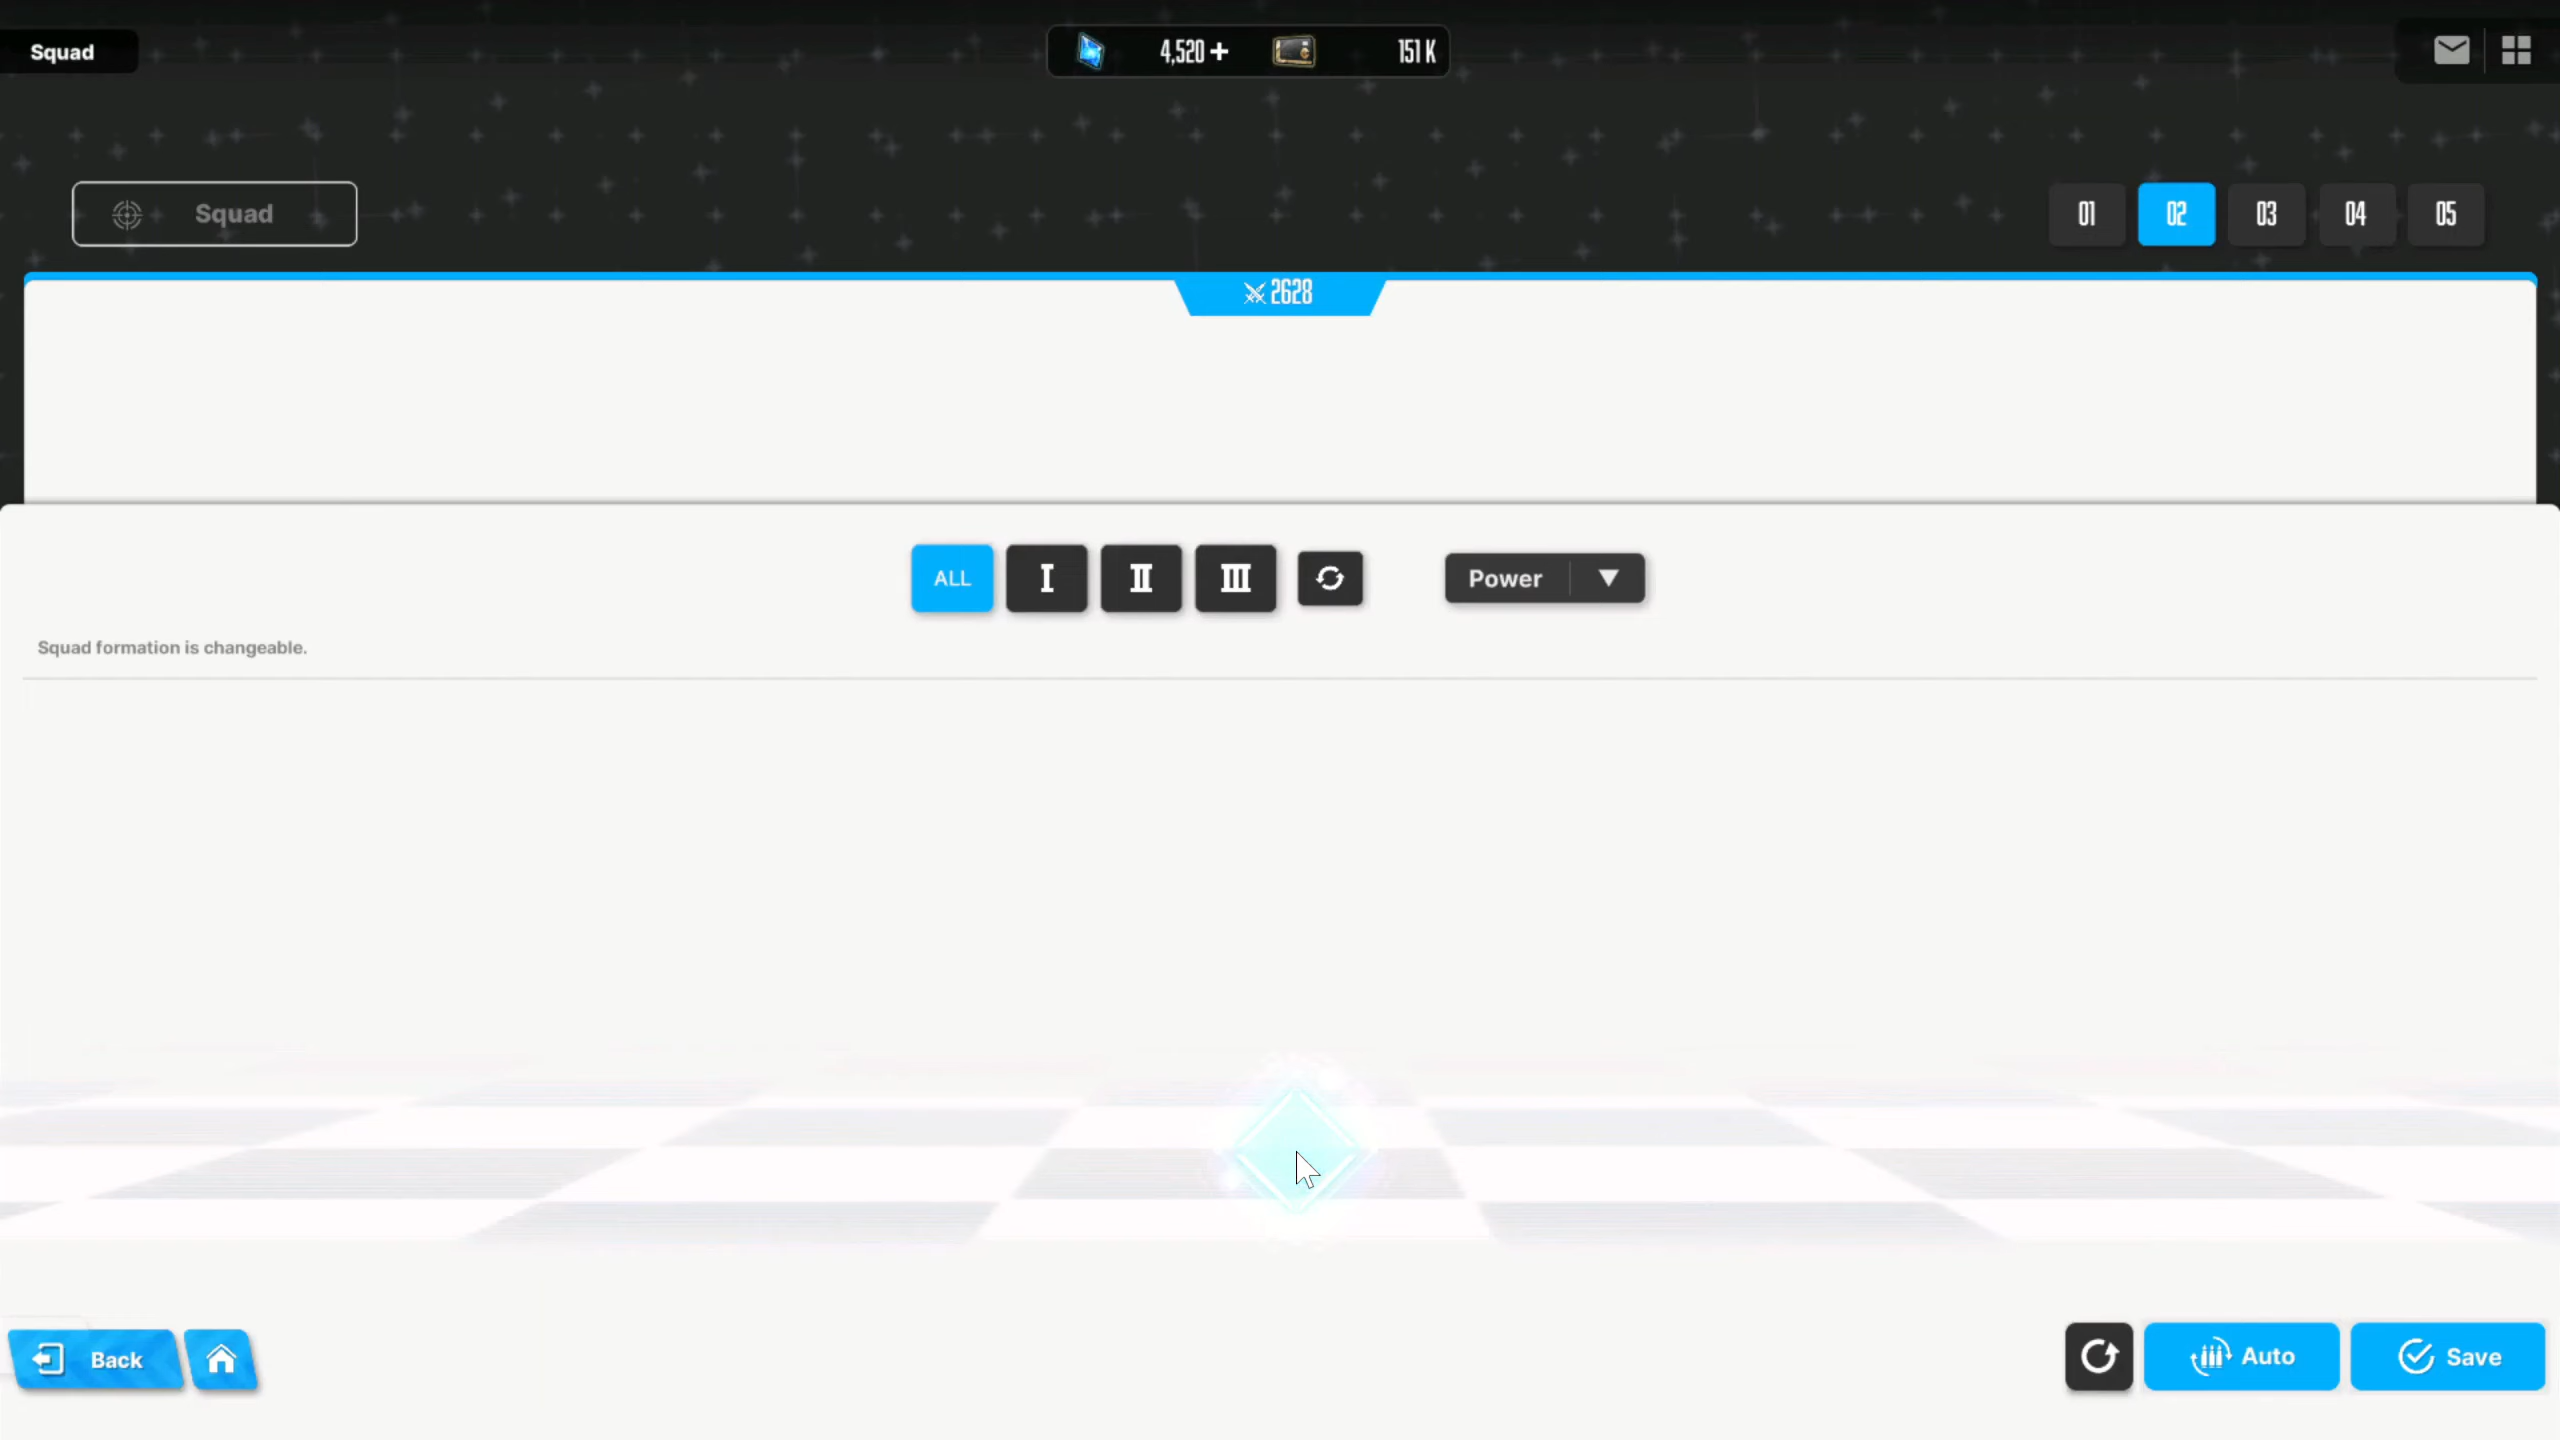 Squad
4,520 +
151 K
Squad
01
02
03
04
05
2628
ALL
I
II
III
Power
Squad formation is changeable.
Back
Auto
Save